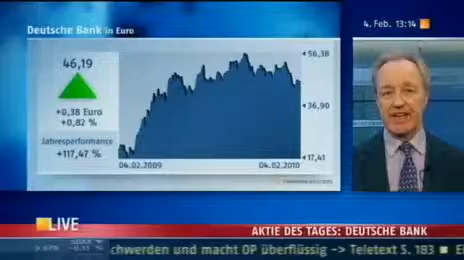 Deutsche Bank in Euro
4. Feb. 13:14
46,19
+0,38 Euro
+0,82 %
Jahresperformance
+117,47 %
56,38
36,90
17,41
04.02.2009
04.02.2010
LIVE
AKTIE DES TAGES: DEUTSCHE BANK
chwerden und macht OP überflüssig -> Teletext S. 183